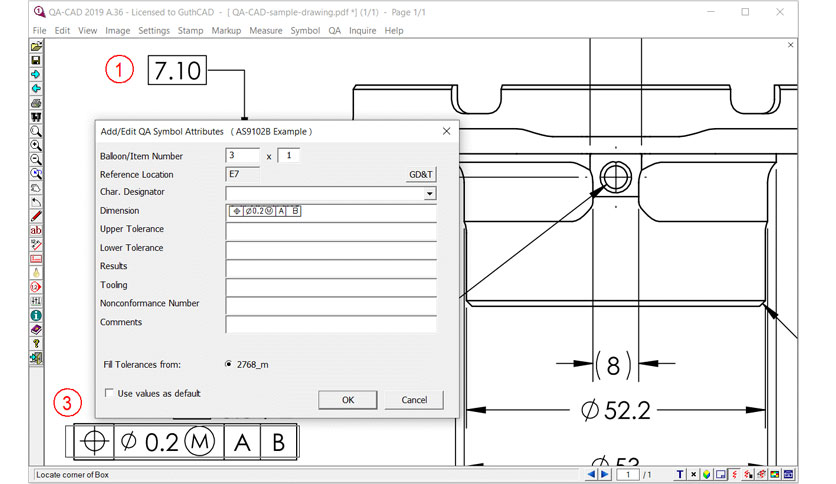 QA-CAD 2019 A.36 - Licensed to GuthCAD - [ QA-CAD-sample-drawing.pdf *] (1/1) - Page 1/1
File Edit View Image Settings Stamp Markup Measure Symbol QA Inquire Help
1 7.10
Add/Edit QA Symbol Attributes ( AS9102B Example )
Balloon/Item Number 3 x 1
Reference Location E7 GD&T
Char. Designator
Dimension ⌖ Ø0.2Ⓜ A B
Upper Tolerance
Lower Tolerance
Results
Tooling
Nonconformance Number
Comments
Fill Tolerances from: 2768_m
Use values as default OK Cancel
(8)
Ø 52.2
3
⌖ Ø 0.2 Ⓜ A B
Ø 53
Locate corner of Box 1 /1